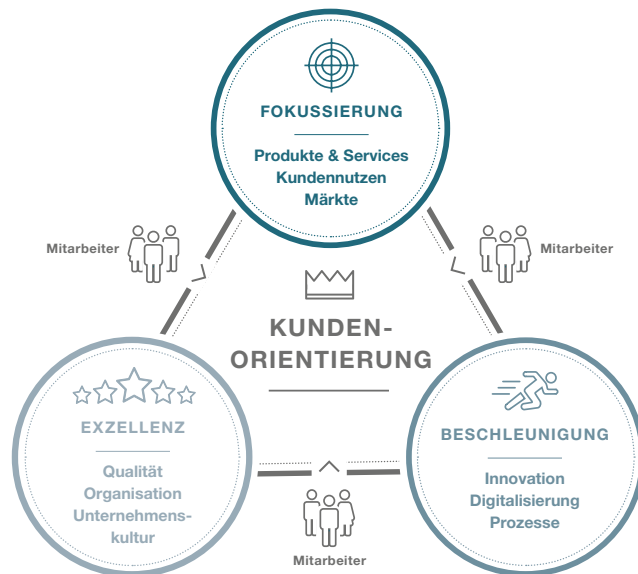 FOKUSSIERUNG
Produkte & Services
Kundennutzen
Märkte
Mitarbeiter
Mitarbeiter
KUNDEN-
ORIENTIERUNG
EXZELLENZ
Qualität
Organisation
Unternehmens-
kultur
BESCHLEUNIGUNG
Innovation
Digitalisierung
Prozesse
Mitarbeiter